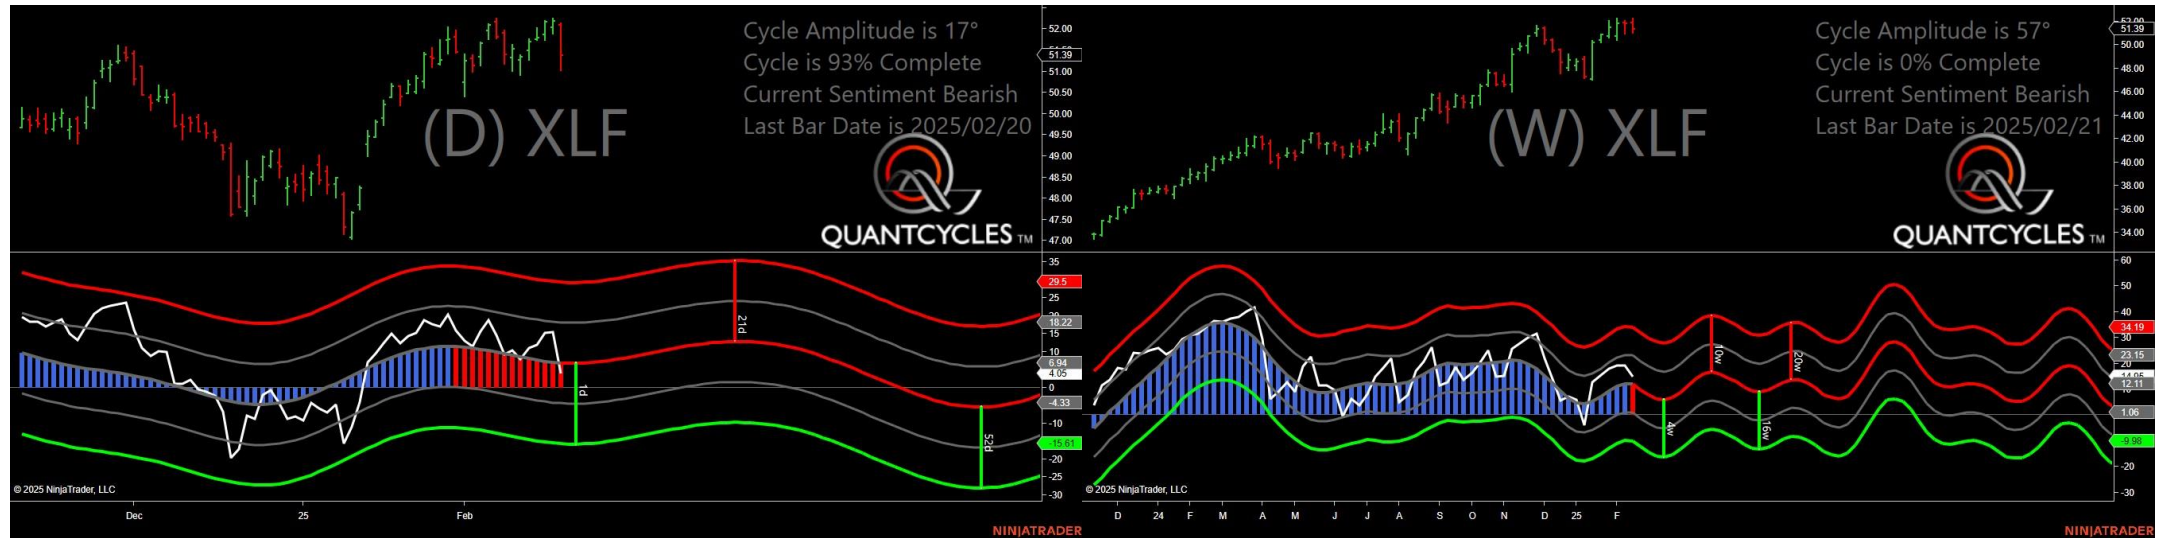 Cycle Amplitude is 17°
Cycle is 93% Complete
Current Sentiment Bearish
Last Bar Date is 2025/02/20
(D) XLF
QUANTCYCLES TM
52.00
51.39
51.00
50.50
50.00
49.50
49.00
48.50
48.00
47.50
47.00
35
29.5
25
18.22
10
6.94
4.05
0
-4.33
-10
-15.61
-20
-25
-30
21d
1d
52d
© 2025 NinjaTrader, LLC
Dec 25 Feb
NINJATRADER
Cycle Amplitude is 57°
Cycle is 0% Complete
Current Sentiment Bearish
Last Bar Date is 2025/02/21
(W) XLF
QUANTCYCLES TM
52.00
51.39
50.00
48.00
46.00
44.00
42.00
40.00
38.00
36.00
34.00
60
50
40
34.19
30
23.15
20
12.11
1.06
-9.98
-20
-30
10w
20w
4w
16w
© 2025 NinjaTrader, LLC
D 24 F M A M J J A S O N D 25 F
NINJATRADER